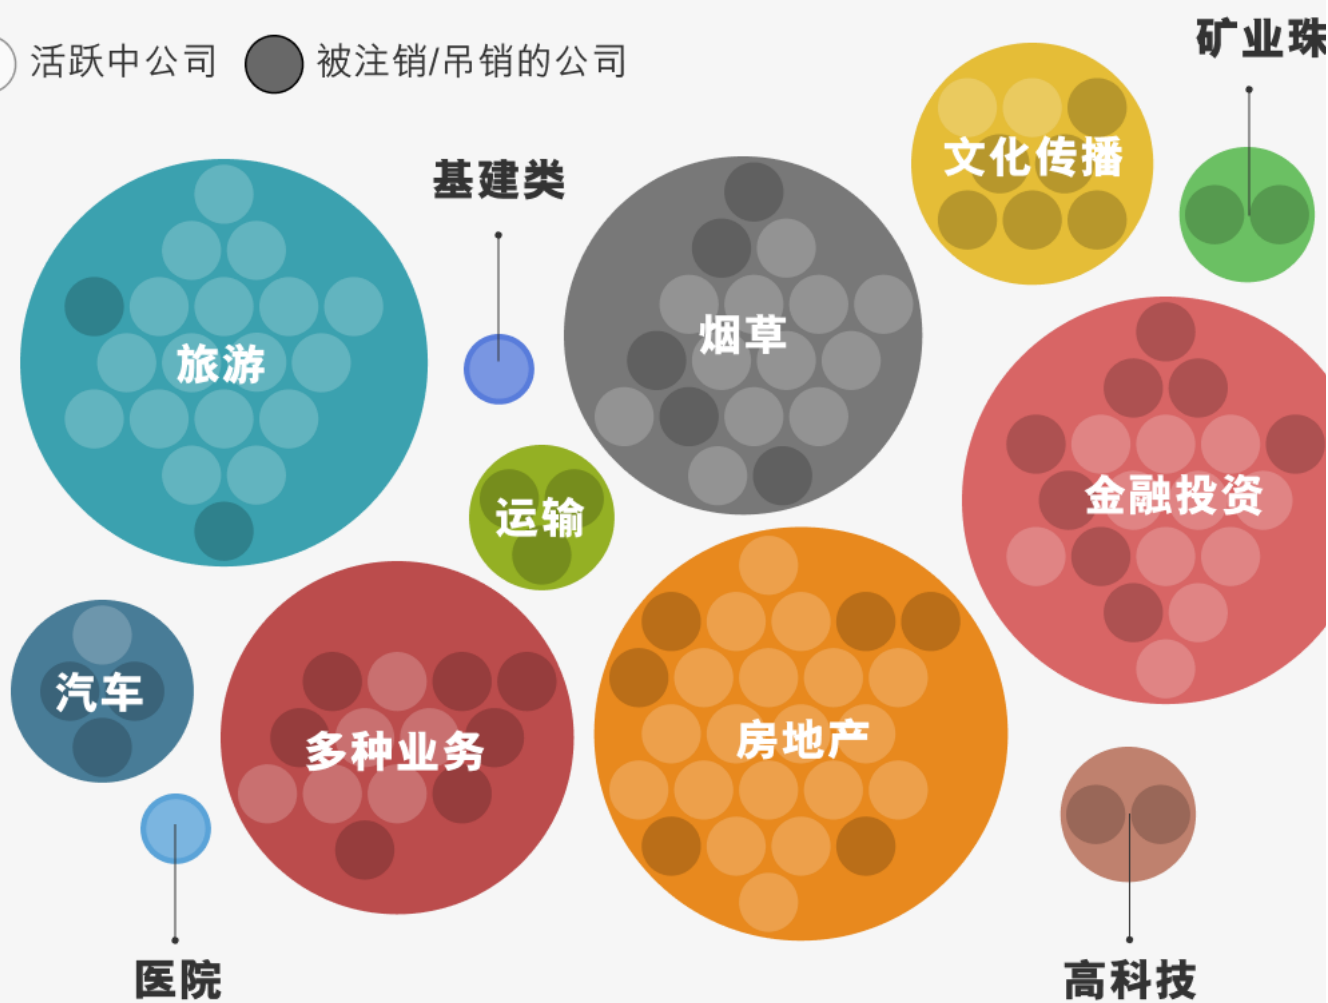 活跃中公司
被注销/吊销的公司
矿业珠
文化传播
基建类
旅游
烟草
金融投资
运输
汽车
多种业务
房地产
医院
高科技